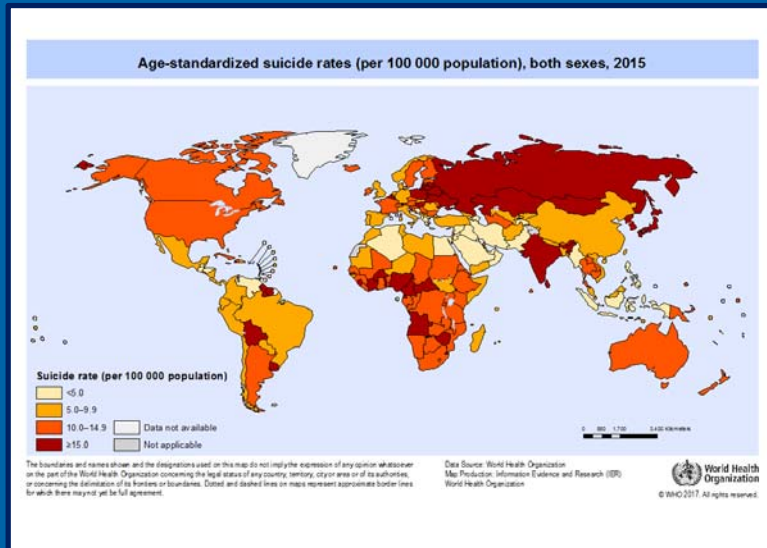 Age-standardized suicide rates (per 100 000 population), both sexes, 2015
Suicide rate (per 100 000 population)
<5.0
5.0–9.9
10.0–14.9
≥15.0
Data not available
Not applicable
The boundaries and names shown and the designations used on this map do not imply the expression of any opinion whatsoever
on the part of the World Health Organization concerning the legal status of any country, territory, city or area or of its authorities,
or concerning the delimitation of its frontiers or boundaries. Dotted and dashed lines on maps represent approximate border lines
for which there may not yet be full agreement.
Data Source: World Health Organization
Map Production: Information Evidence and Research (IER)
World Health Organization
World Health
Organization
© WHO 2017. All rights reserved.